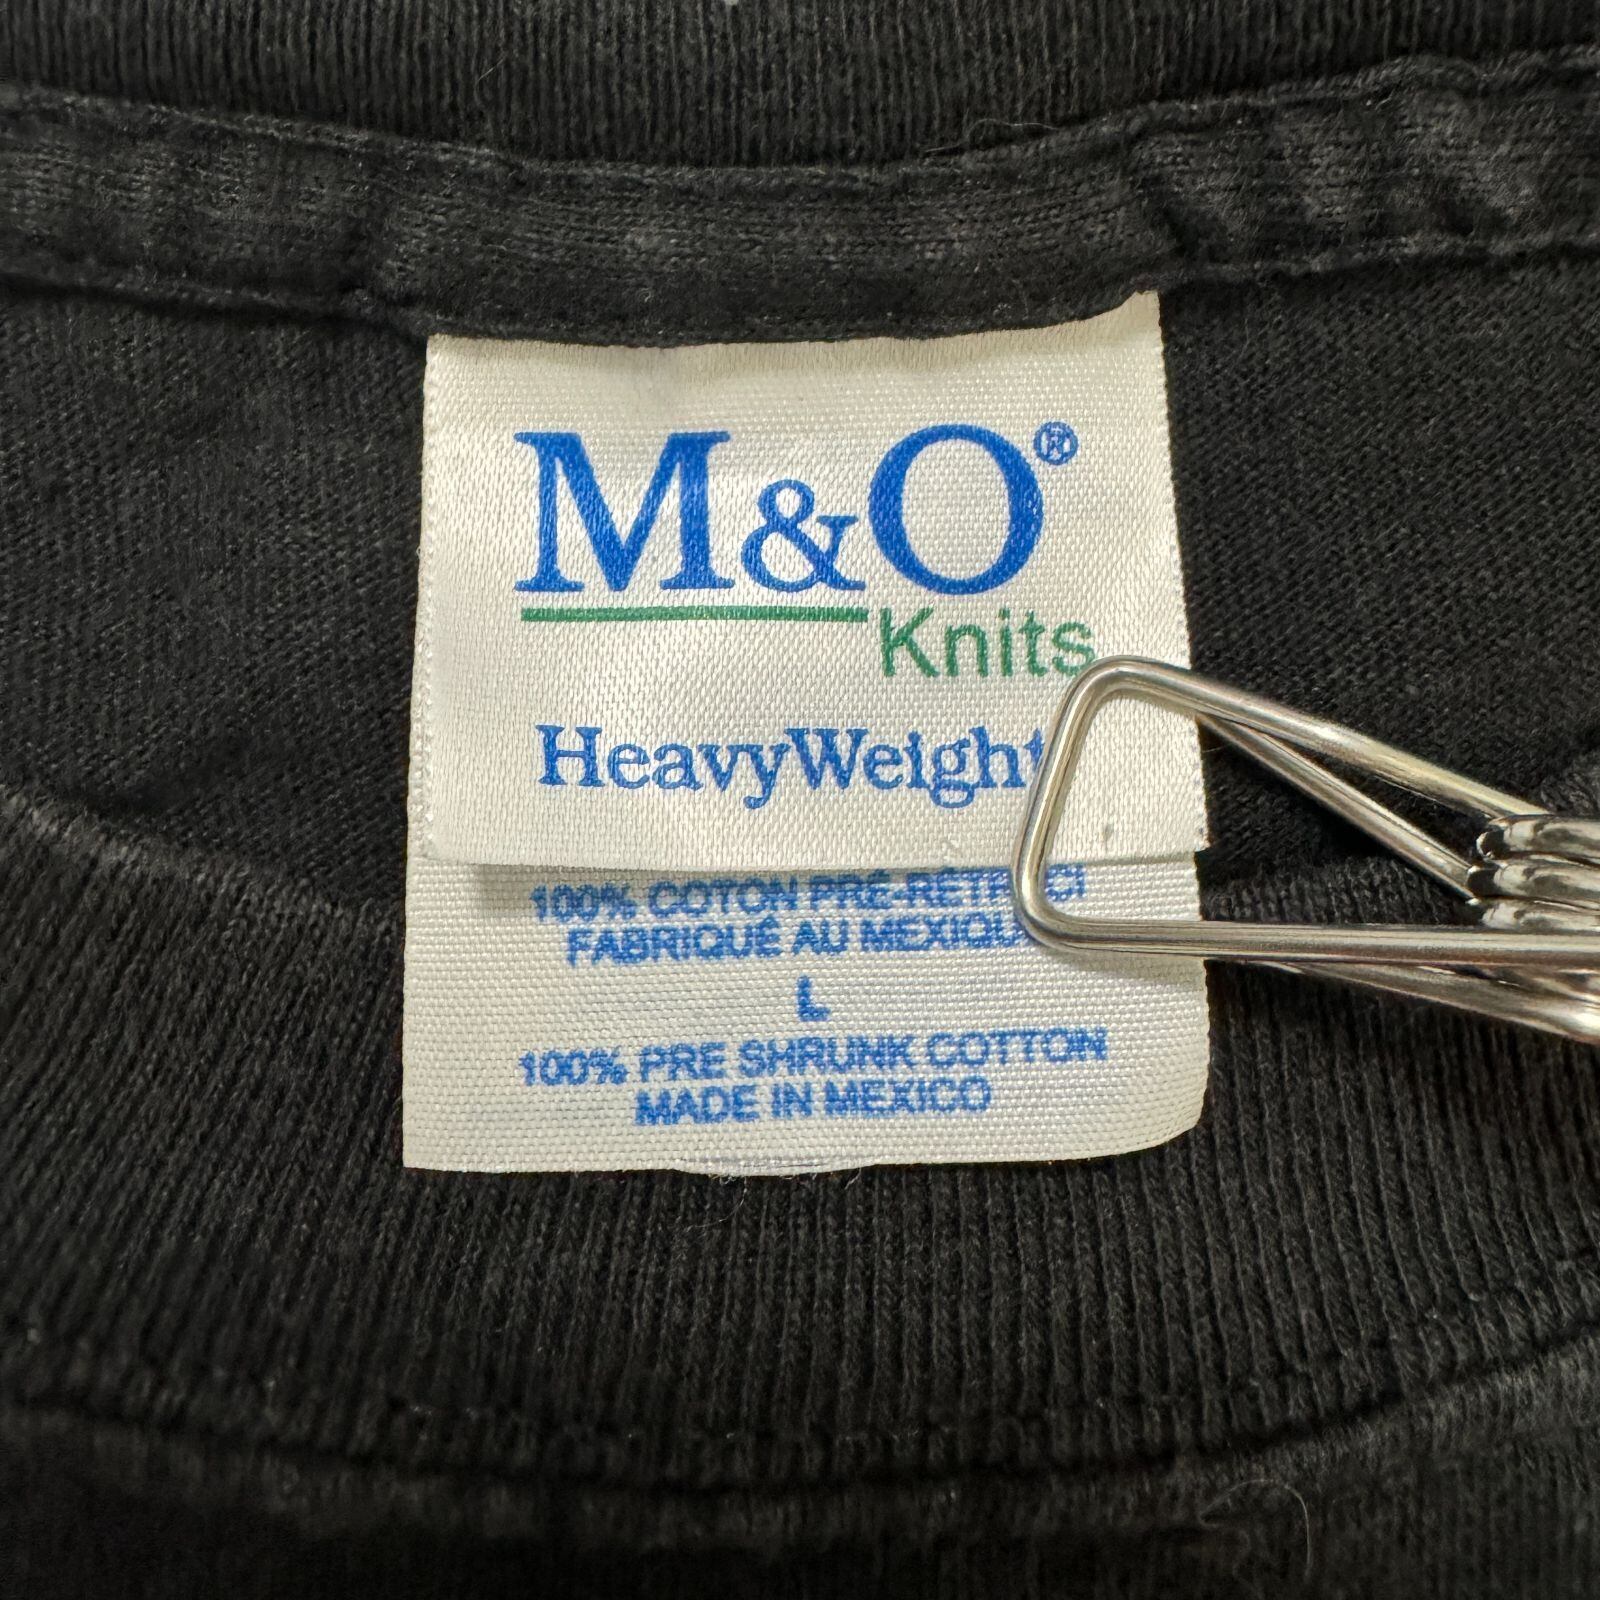 M&O®
Knits
HeavyWeight
100% COTON PRÉ-RÉTRÉCI
FABRIQUÉ AU MEXIQUE
L
100% PRE SHRUNK COTTON
MADE IN MEXICO